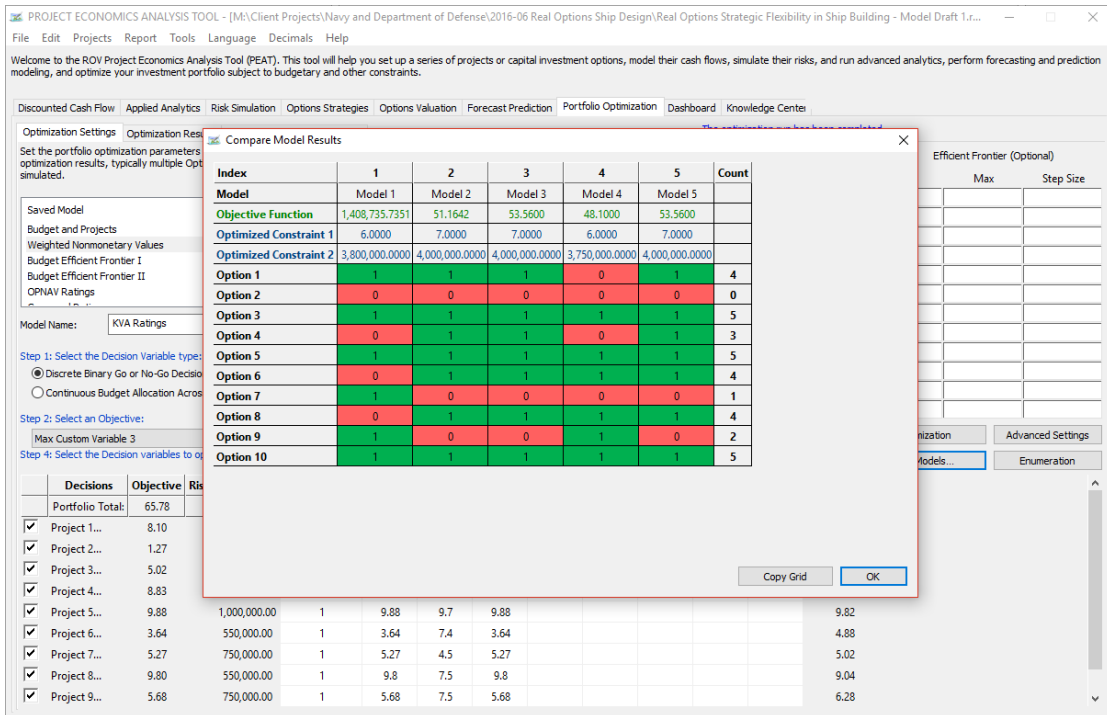 PROJECT ECONOMICS ANALYSIS TOOL - [M:\Client Projects\Navy and Department of Defense\2016-06 Real Options Ship Design\Real Options Strategic Flexibility in Ship Building - Model Draft 1.r...
File Edit Projects Report Tools Language Decimals Help
Welcome to the ROV Project Economics Analysis Tool (PEAT). This tool will help you set up a series of projects or capital investment options, model their cash flows, simulate their risks, and run advanced analytics, perform forecasting and prediction
modeling, and optimize your investment portfolio subject to budgetary and other constraints.
Discounted Cash Flow Applied Analytics Risk Simulation Options Strategies Options Valuation Forecast Prediction Portfolio Optimization Dashboard Knowledge Center
Optimization Settings Optimization Resu
Set the portfolio optimization parameters
optimization results, typically multiple Opt
simulated.
Saved Model
Budget and Projects
Weighted Nonmonetary Values
Budget Efficient Frontier I
Budget Efficient Frontier II
OPNAV Ratings
Model Name: KVA Ratings
Step 1: Select the Decision Variable type:
Discrete Binary Go or No-Go Decisio
Continuous Budget Allocation Acros
Step 2: Select an Objective:
Max Custom Variable 3
Step 4: Select the Decision variables to op
Compare Model Results
Index 1 2 3 4 5 Count
Model Model 1 Model 2 Model 3 Model 4 Model 5
Objective Function 1,408,735.7351 51.1642 53.5600 48.1000 53.5600
Optimized Constraint 1 6.0000 7.0000 7.0000 6.0000 7.0000
Optimized Constraint 2 3,800,000.0000 4,000,000.0000 4,000,000.0000 3,750,000.0000 4,000,000.0000
Option 1 1 1 1 0 1 4
Option 2 0 0 0 0 0 0
Option 3 1 1 1 1 1 5
Option 4 0 1 1 0 1 3
Option 5 1 1 1 1 1 5
Option 6 0 1 1 1 1 4
Option 7 1 0 0 0 0 1
Option 8 0 1 1 1 1 4
Option 9 1 0 0 1 0 2
Option 10 1 1 1 1 1 5
Copy Grid OK
Efficient Frontier (Optional)
Max Step Size
mization Advanced Settings
Models... Enumeration
Decisions Objective Ris
Portfolio Total: 65.78
Project 1... 8.10
Project 2... 1.27
Project 3... 5.02
Project 4... 8.83
Project 5... 9.88 1,000,000.00 1 9.88 9.7 9.88 9.82
Project 6... 3.64 550,000.00 1 3.64 7.4 3.64 4.88
Project 7... 5.27 750,000.00 1 5.27 4.5 5.27 5.02
Project 8... 9.80 550,000.00 1 9.8 7.5 9.8 9.04
Project 9... 5.68 750,000.00 1 5.68 7.5 5.68 6.28